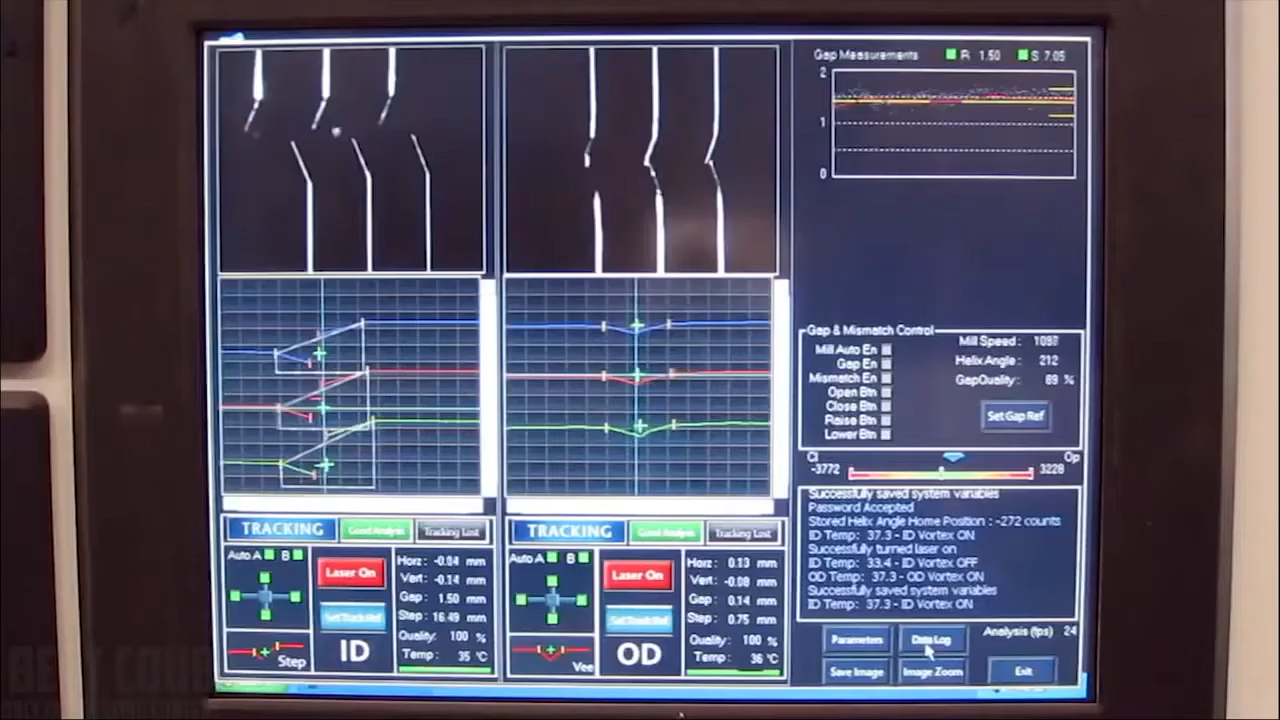 Gap Measurements R 1.50 S 7.05
2
1
0
Gap & Mismatch Control
Mill Auto En
Gap En
Mismatch En
Open Btn
Close Btn
Raise Btn
Lower Btn
Mill Speed :
Helix Angle : 212
GapQuality : 89 %
Set Gap Ref
Cl Op
-3772 3228
Successfully saved system variables
Password Accepted
Stored Helix Angle Home Position : -272 counts
ID Temp: 37.3 - ID Vortex ON
Successfully turned laser on
ID Temp: 33.4 - ID Vortex OFF
OD Temp: 37.3 - OD Vortex ON
Successfully saved system variables
ID Temp: 37.3 - ID Vortex ON
TRACKING Good Analysis Tracking Lost
Auto A B
Laser On
Set Track Ref
Step
ID
Horz: -0.04 mm
Vert: -0.14 mm
Gap: 1.50 mm
Step: 16.49 mm
Quality: 100 %
Temp: 35 °C
TRACKING Good Analysis Tracking Lost
Auto A B
Laser On
Set Track Ref
Vee
OD
Horz: 0.13 mm
Vert: -0.08 mm
Gap: 0.14 mm
Step: 0.75 mm
Quality: 100 %
Temp: 36 °C
Parameters Data Log Analysis (fps) 24
Save Image Image Zoom Exit